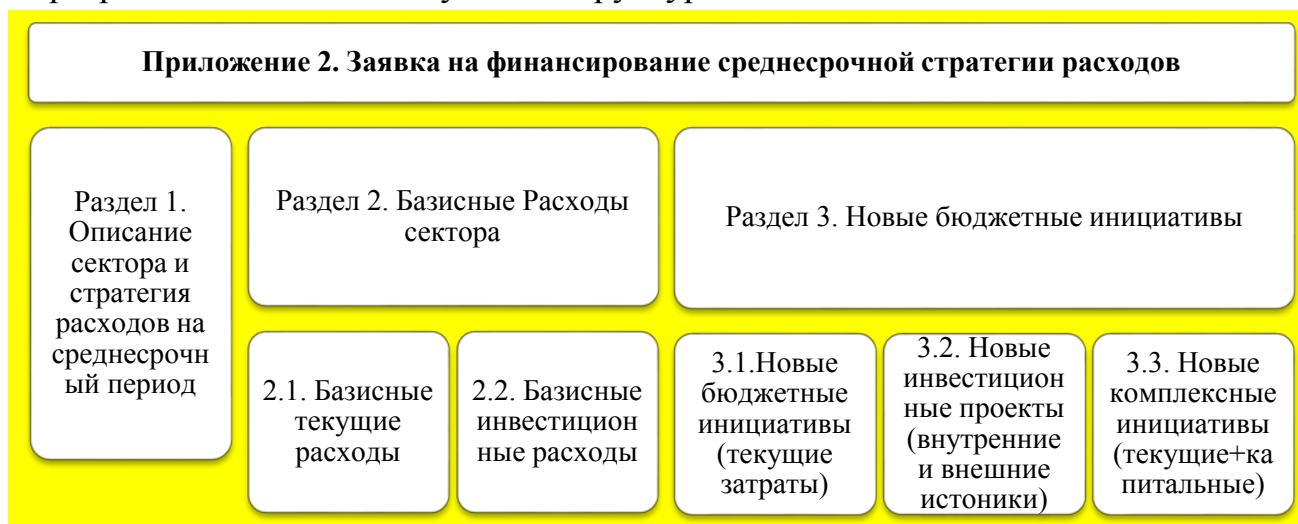 Приложение 2. Заявка на финансирование среднесрочной стратегии расходов
Раздел 1.
Описание
сектора и
стратегия
расходов на
среднесрочн
ый период
Раздел 2. Базисные Расходы
сектора
2.1. Базисные
текущие
расходы
2.2. Базисные
инвестицион
ные расходы
Раздел 3. Новые бюджетные инициативы
3.1.Новые
бюджетные
инициативы
(текущие
затраты)
3.2. Новые
инвестицион
ные проекты
(внутренние
и внешние
истоники)
3.3. Новые
комплексные
инициативы
(текущие+ка
питальные)